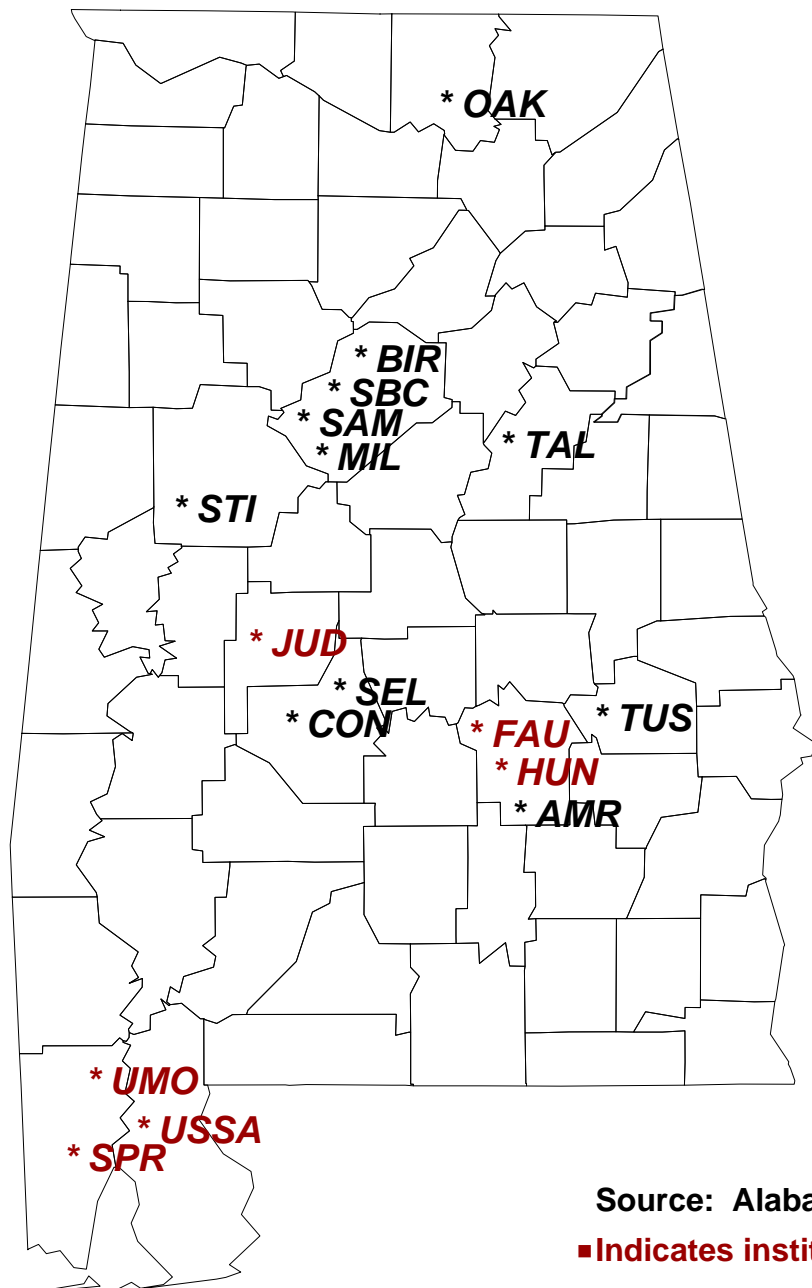 * OAK
* BIR
* SBC
* SAM
* MIL
* TAL
* STI
* JUD
* SEL
* CON
* TUS
* FAU
* HUN
* AMR
* UMO
* USSA
* SPR
Source: Alaba
■Indicates instit